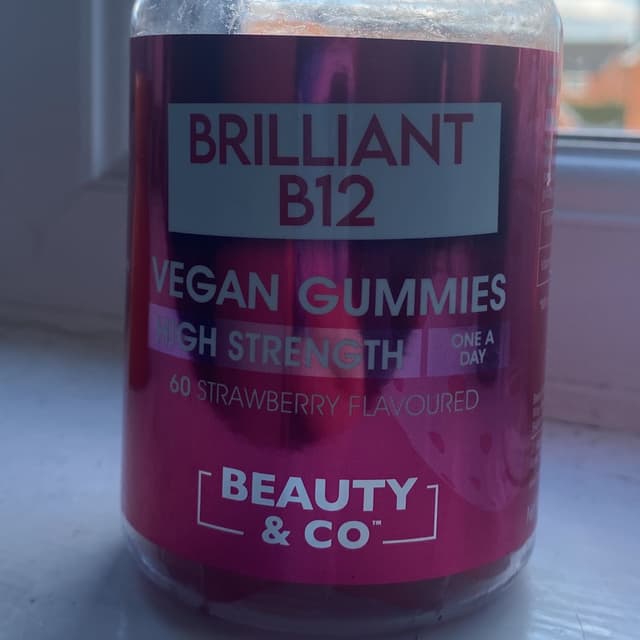 BRILLIANT
B12
VEGAN GUMMIES
HIGH STRENGTH
ONE A
DAY
60 STRAWBERRY FLAVOURED
BEAUTY
& CO™